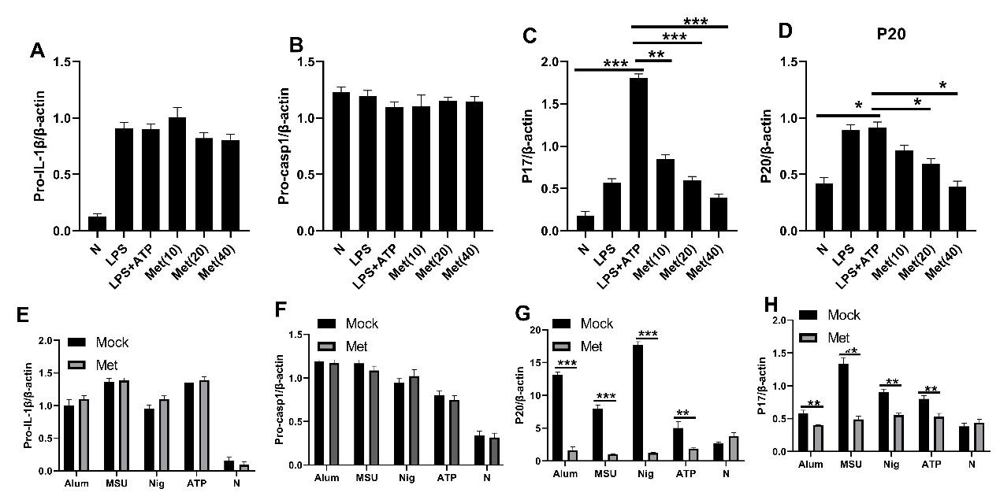 A
Pro-IL-1β/β-actin
1.5
1.0
0.5
0.0
N
LPS
LPS+ATP
Met(10)
Met(20)
Met(40)
B
Pro-casp1/β-actin
1.5
1.0
0.5
0.0
N
LPS
LPS+ATP
Met(10)
Met(20)
Met(40)
C
P17/β-actin
2.0
1.5
1.0
0.5
0.0
***
***
**
***
N
LPS
LPS+ATP
Met(10)
Met(20)
Met(40)
D
P20
P20/β-actin
1.5
1.0
0.5
0.0
*
*
*
N
LPS
LPS+ATP
Met(10)
Met(20)
Met(40)
E
Mock
Met
Pro-IL-1β/β-actin
2.0
1.5
1.0
0.5
0.0
Alum
MSU
Nig
ATP
N
F
Mock
Met
Pro-casp1/β-actin
1.5
1.0
0.5
0.0
Alum
MSU
Nig
ATP
N
G
Mock
Met
P20/β-actin
20
15
10
5
0
***
***
***
**
Alum
MSU
Nig
ATP
N
H
Mock
Met
P17/β-actin
2.0
1.5
1.0
0.5
0.0
**
**
**
**
Alum
MSU
Nig
ATP
N